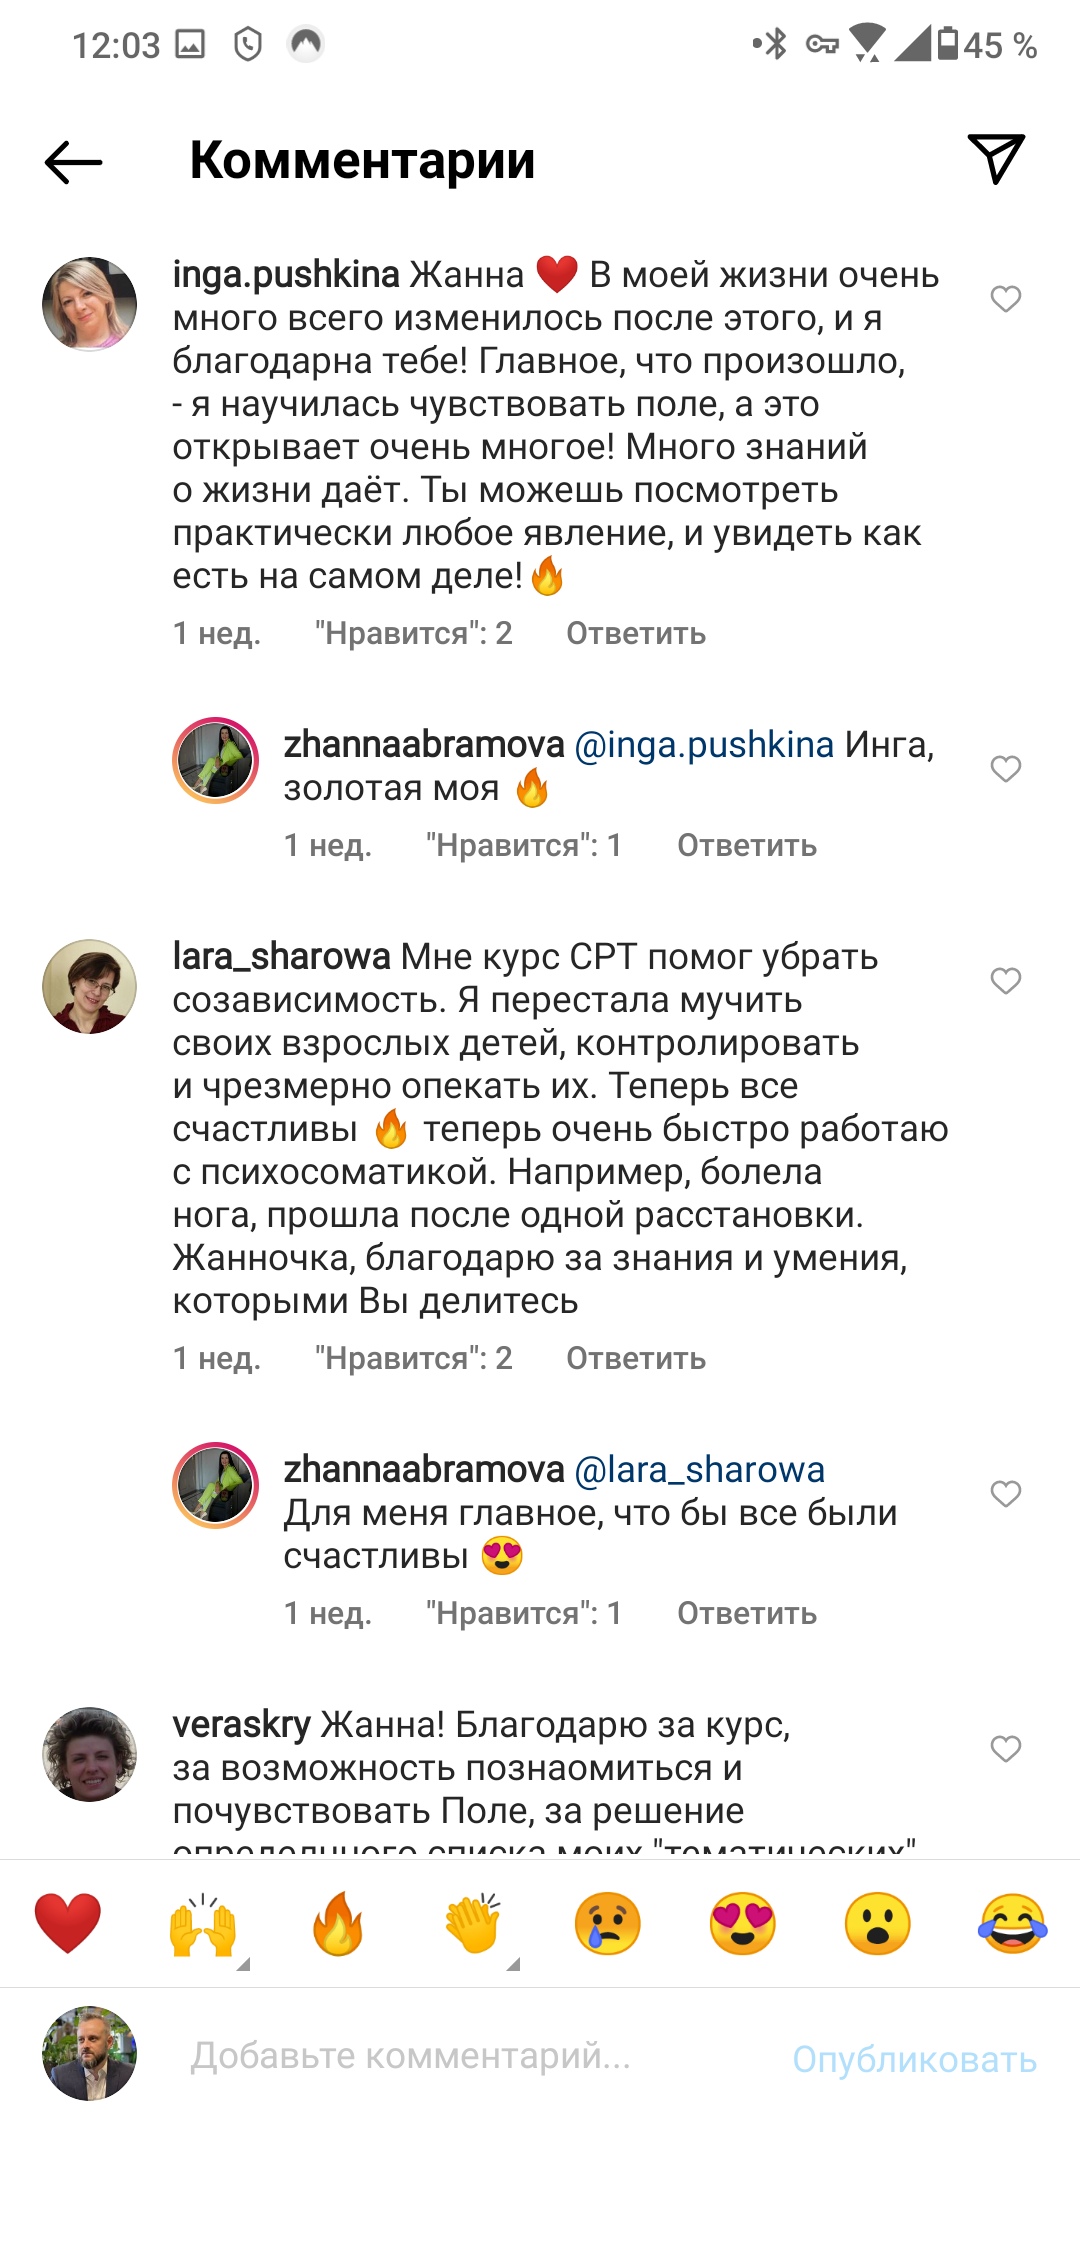 12:03
45 %
Комментарии
inga.pushkina Жанна ❤️ В моей жизни очень
много всего изменилось после этого, и я
благодарна тебе! Главное, что произошло,
- я научилась чувствовать поле, а это
открывает очень многое! Много знаний
о жизни даёт. Ты можешь посмотреть
практически любое явление, и увидеть как
есть на самом деле!🔥
1 нед. "Нравится": 2 Ответить
zhannaabramova @inga.pushkina Инга,
золотая моя 🔥
1 нед. "Нравится": 1 Ответить
lara_sharowa Мне курс СРТ помог убрать
созависимость. Я перестала мучить
своих взрослых детей, контролировать
и чрезмерно опекать их. Теперь все
счастливы 🔥 теперь очень быстро работаю
с психосоматикой. Например, болела
нога, прошла после одной расстановки.
Жанночка, благодарю за знания и умения,
которыми Вы делитесь
1 нед. "Нравится": 2 Ответить
zhannaabramova @lara_sharowa
Для меня главное, что бы все были
счастливы 😍
1 нед. "Нравится": 1 Ответить
veraskry Жанна! Благодарю за курс,
за возможность познаомиться и
почувствовать Поле, за решение
определнного списка моих "тематических"
Добавьте комментарий...
Опубликовать